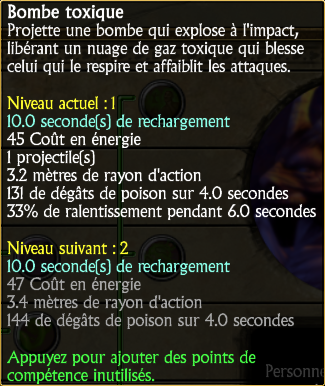 Bombe toxique
Projette une bombe qui explose à l'impact,
libérant un nuage de gaz toxique qui blesse
celui qui le respire et affaiblit les attaques.
Niveau actuel : 1
10.0 seconde(s) de rechargement
45 Coût en énergie
1 projectile(s)
3.2 mètres de rayon d'action
131 de dégâts de poison sur 4.0 secondes
33% de ralentissement pendant 6.0 secondes
Niveau suivant : 2
10.0 seconde(s) de rechargement
47 Coût en énergie
3.4 mètres de rayon d'action
144 de dégâts de poison sur 4.0 secondes
Appuyez pour ajouter des points de
compétence inutilisés.
Personne